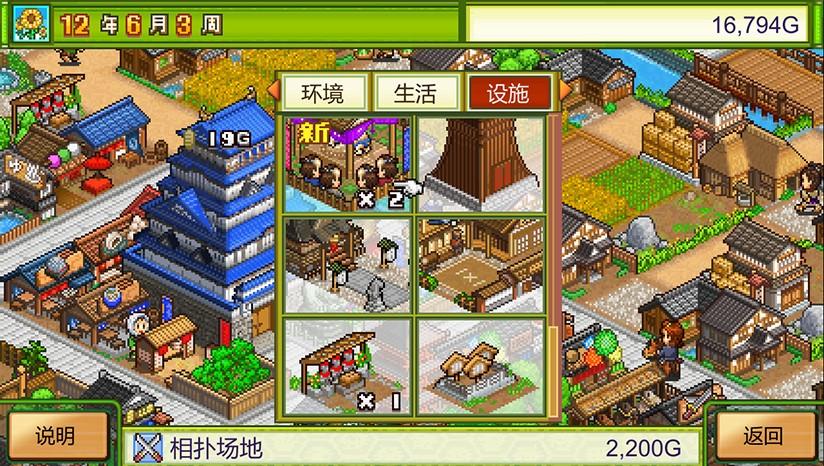 12年6月3周
16,794G
环境
生活
设施
19G
新
× 2
× 1
说明
相扑场地
2,200G
返回